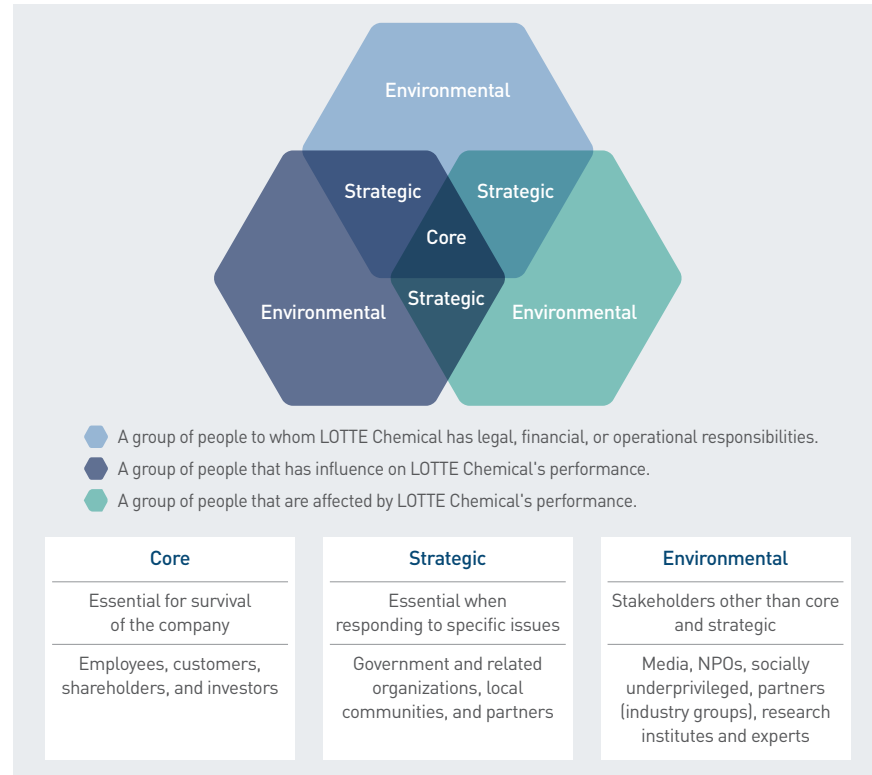 Environmental
Strategic
Strategic
Core
Strategic
Environmental
Environmental
A group of people to whom LOTTE Chemical has legal, financial, or operational responsibilities.
A group of people that has influence on LOTTE Chemical's performance.
A group of people that are affected by LOTTE Chemical's performance.
Core
Essential for survival
of the company
Employees, customers,
shareholders, and investors
Strategic
Essential when
responding to specific issues
Government and related
organizations, local
communities, and partners
Environmental
Stakeholders other than core
and strategic
Media, NPOs, socially
underprivileged, partners
(industry groups), research
institutes and experts